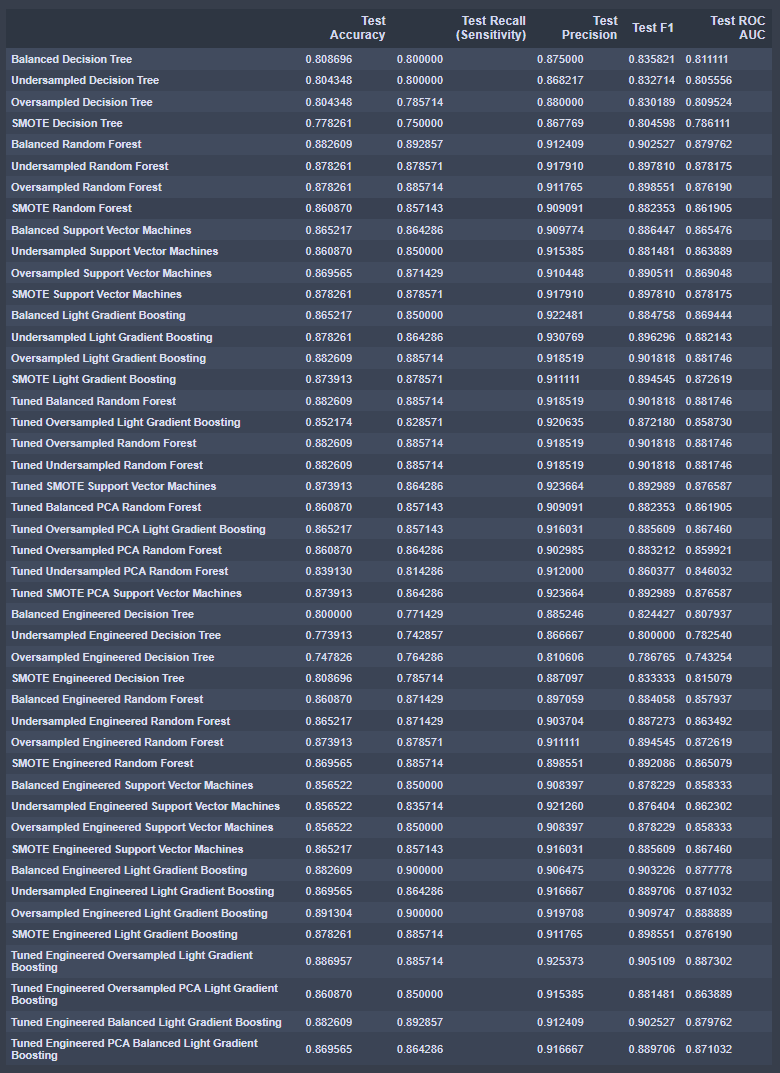 Test Accuracy Test Recall (Sensitivity) Test Precision Test F1 Test ROC AUC
Balanced Decision Tree 0.808696 0.800000 0.875000 0.835821 0.811111
Undersampled Decision Tree 0.804348 0.800000 0.868217 0.832714 0.805556
Oversampled Decision Tree 0.804348 0.785714 0.880000 0.830189 0.809524
SMOTE Decision Tree 0.778261 0.750000 0.867769 0.804598 0.786111
Balanced Random Forest 0.882609 0.892857 0.912409 0.902527 0.879762
Undersampled Random Forest 0.878261 0.878571 0.917910 0.897810 0.878175
Oversampled Random Forest 0.878261 0.885714 0.911765 0.898551 0.876190
SMOTE Random Forest 0.860870 0.857143 0.909091 0.882353 0.861905
Balanced Support Vector Machines 0.865217 0.864286 0.909774 0.886447 0.865476
Undersampled Support Vector Machines 0.860870 0.850000 0.915385 0.881481 0.863889
Oversampled Support Vector Machines 0.869565 0.871429 0.910448 0.890511 0.869048
SMOTE Support Vector Machines 0.878261 0.878571 0.917910 0.897810 0.878175
Balanced Light Gradient Boosting 0.865217 0.850000 0.922481 0.884758 0.869444
Undersampled Light Gradient Boosting 0.878261 0.864286 0.930769 0.896296 0.882143
Oversampled Light Gradient Boosting 0.882609 0.885714 0.918519 0.901818 0.881746
SMOTE Light Gradient Boosting 0.873913 0.878571 0.911111 0.894545 0.872619
Tuned Balanced Random Forest 0.882609 0.885714 0.918519 0.901818 0.881746
Tuned Oversampled Light Gradient Boosting 0.852174 0.828571 0.920635 0.872180 0.858730
Tuned Oversampled Random Forest 0.882609 0.885714 0.918519 0.901818 0.881746
Tuned Undersampled Random Forest 0.882609 0.885714 0.918519 0.901818 0.881746
Tuned SMOTE Support Vector Machines 0.873913 0.864286 0.923664 0.892989 0.876587
Tuned Balanced PCA Random Forest 0.860870 0.857143 0.909091 0.882353 0.861905
Tuned Oversampled PCA Light Gradient Boosting 0.865217 0.857143 0.916031 0.885609 0.867460
Tuned Oversampled PCA Random Forest 0.860870 0.864286 0.902985 0.883212 0.859921
Tuned Undersampled PCA Random Forest 0.839130 0.814286 0.912000 0.860377 0.846032
Tuned SMOTE PCA Support Vector Machines 0.873913 0.864286 0.923664 0.892989 0.876587
Balanced Engineered Decision Tree 0.800000 0.771429 0.885246 0.824427 0.807937
Undersampled Engineered Decision Tree 0.773913 0.742857 0.866667 0.800000 0.782540
Oversampled Engineered Decision Tree 0.747826 0.764286 0.810606 0.786765 0.743254
SMOTE Engineered Decision Tree 0.808696 0.785714 0.887097 0.833333 0.815079
Balanced Engineered Random Forest 0.860870 0.871429 0.897059 0.884058 0.857937
Undersampled Engineered Random Forest 0.865217 0.871429 0.903704 0.887273 0.863492
Oversampled Engineered Random Forest 0.873913 0.878571 0.911111 0.894545 0.872619
SMOTE Engineered Random Forest 0.869565 0.885714 0.898551 0.892086 0.865079
Balanced Engineered Support Vector Machines 0.856522 0.850000 0.908397 0.878229 0.858333
Undersampled Engineered Support Vector Machines 0.856522 0.835714 0.921260 0.876404 0.862302
Oversampled Engineered Support Vector Machines 0.856522 0.850000 0.908397 0.878229 0.858333
SMOTE Engineered Support Vector Machines 0.865217 0.857143 0.916031 0.885609 0.867460
Balanced Engineered Light Gradient Boosting 0.882609 0.900000 0.906475 0.903226 0.877778
Undersampled Engineered Light Gradient Boosting 0.869565 0.864286 0.916667 0.889706 0.871032
Oversampled Engineered Light Gradient Boosting 0.891304 0.900000 0.919708 0.909747 0.888889
SMOTE Engineered Light Gradient Boosting 0.878261 0.885714 0.911765 0.898551 0.876190
Tuned Engineered Oversampled Light Gradient Boosting 0.886957 0.885714 0.925373 0.905109 0.887302
Tuned Engineered Oversampled PCA Light Gradient Boosting 0.860870 0.850000 0.915385 0.881481 0.863889
Tuned Engineered Balanced Light Gradient Boosting 0.882609 0.892857 0.912409 0.902527 0.879762
Tuned Engineered PCA Balanced Light Gradient Boosting 0.869565 0.864286 0.916667 0.889706 0.871032